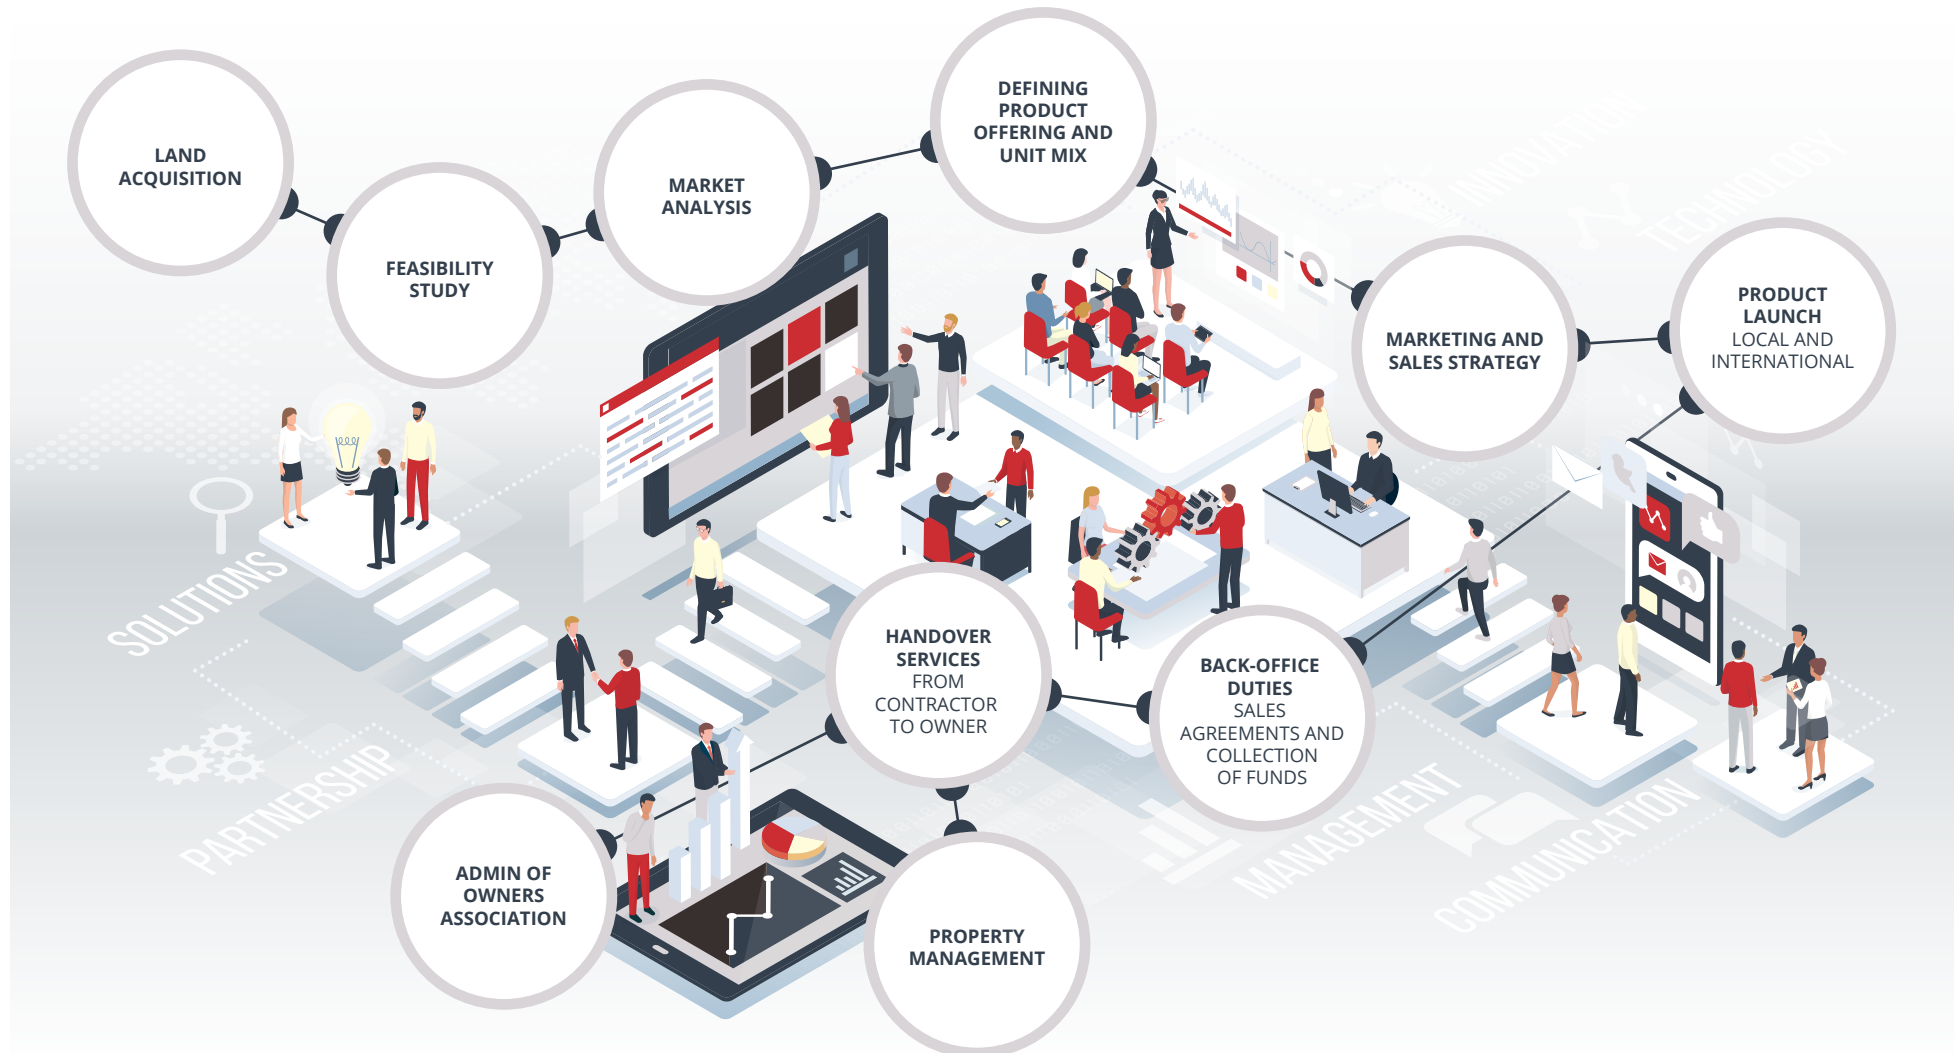 LAND
ACQUISITION
FEASIBILITY
STUDY
MARKET
ANALYSIS
DEFINING
PRODUCT
OFFERING AND
UNIT MIX
MARKETING AND
SALES STRATEGY
PRODUCT
LAUNCH
LOCAL AND
INTERNATIONAL
INNOVATION
TECHNOLOGY
SOLUTIONS
HANDOVER
SERVICES
FROM
CONTRACTOR
TO OWNER
BACK-OFFICE
DUTIES
SALES
AGREEMENTS AND
COLLECTION
OF FUNDS
PARTNERSHIP
MANAGEMENT
COMMUNICATION
ADMIN OF
OWNERS
ASSOCIATION
PROPERTY
MANAGEMENT